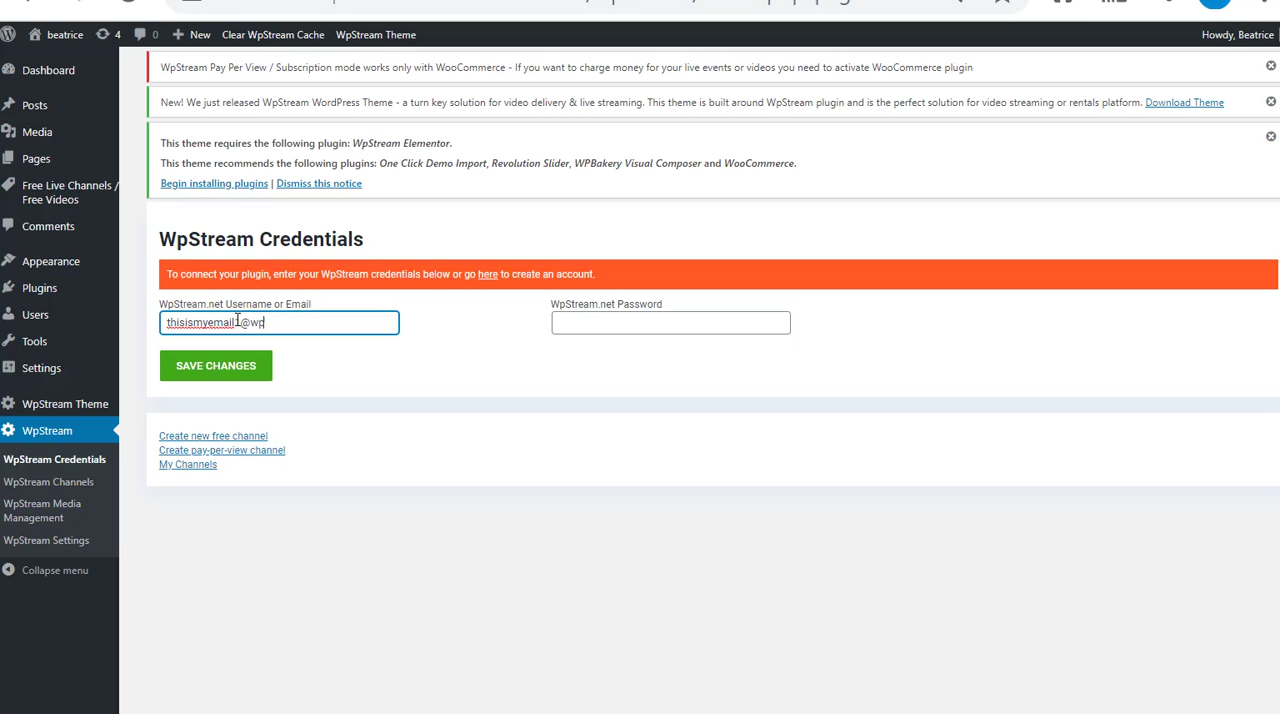 beatrice 4 0 New Clear WpStream Cache WpStream Theme Howdy, Beatrice
Dashboard
Posts
Media
Pages
Free Live Channels /
Free Videos
Comments
Appearance
Plugins
Users
Tools
Settings
WpStream Theme
WpStream
WpStream Credentials
WpStream Channels
WpStream Media
Management
WpStream Settings
Collapse menu
WpStream Pay Per View / Subscription mode works only with WooCommerce - If you want to charge money for your live events or videos you need to activate WooCommerce plugin
New! We just released WpStream WordPress Theme - a turn key solution for video delivery & live streaming. This theme is built around WpStream plugin and is the perfect solution for video streaming or rentals platform. Download Theme
This theme requires the following plugin: WpStream Elementor.
This theme recommends the following plugins: One Click Demo Import, Revolution Slider, WPBakery Visual Composer and WooCommerce.
Begin installing plugins | Dismiss this notice
WpStream Credentials
To connect your plugin, enter your WpStream credentials below or go here to create an account.
WpStream.net Username or Email WpStream.net Password
thisismyemail@wp
SAVE CHANGES
Create new free channel
Create pay-per-view channel
My Channels